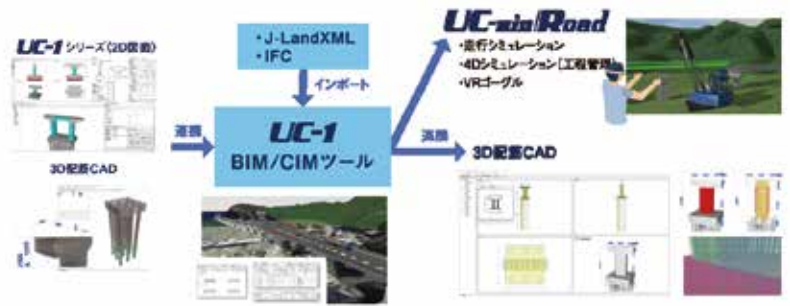 UC-1 シリーズ(2D図面)
3D配筋CAD
連携
・J-LandXML
・IFC
インポート
UC-1
BIM/CIMツール
UC-win/Road
・走行シミュレーション
・4Dシミュレーション[工程管理]
・VRゴーグル
連携
3D配筋CAD